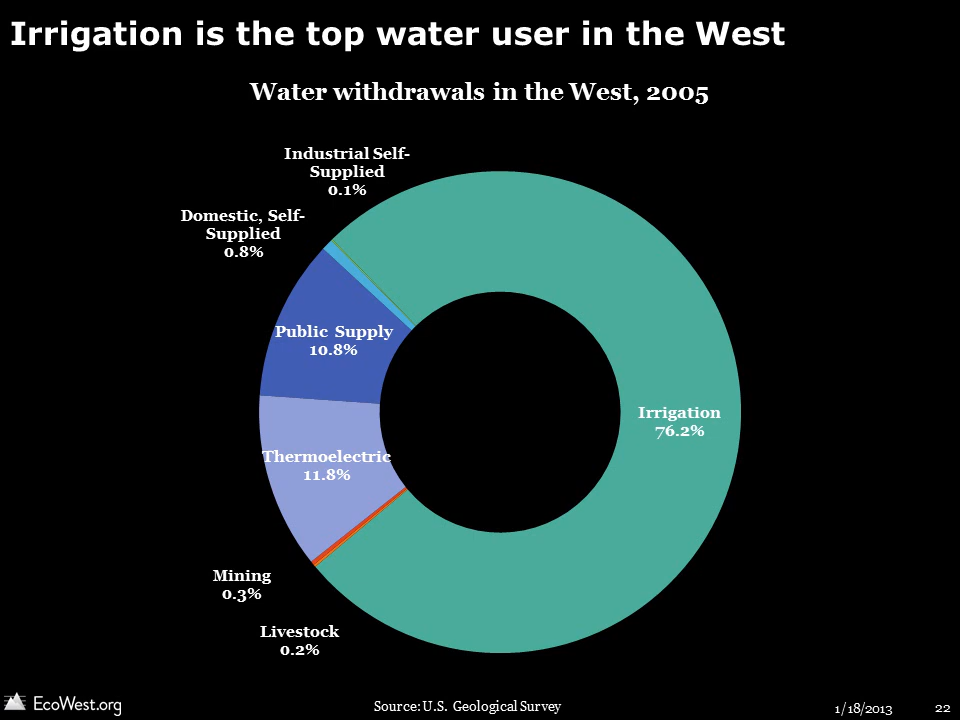 Irrigation is the top water user in the West
Water withdrawals in the West, 2005
Industrial Self-
Supplied
0.1%
Domestic, Self-
Supplied
0.8%
Public Supply
10.8%
Irrigation
76.2%
Thermoelectric
11.8%
Mining
0.3%
Livestock
0.2%
EcoWest.org
Source: U.S. Geological Survey
1/18/2013
22